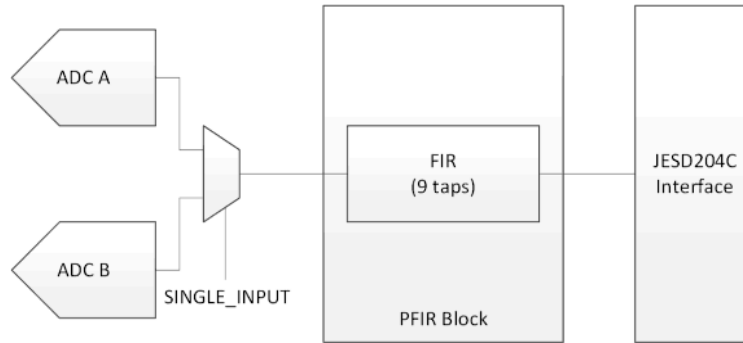 ADC A
ADC B
SINGLE_INPUT
FIR
(9 taps)
PFIR Block
JESD204C
Interface